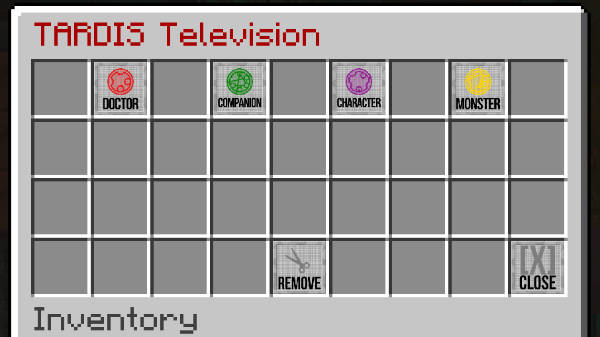 TARDIS Television
DOCTOR
COMPANION
CHARACTER
MONSTER
REMOVE
[X]
CLOSE
Inventory